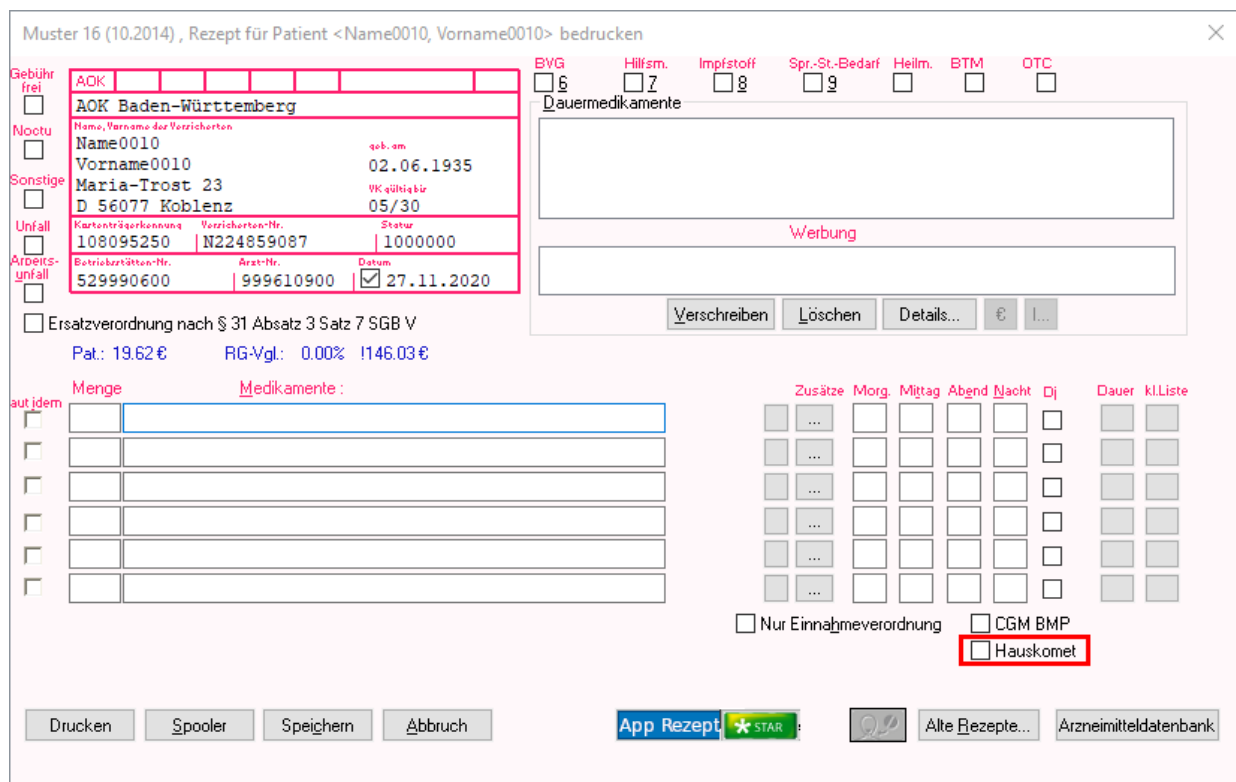 Muster 16 (10.2014) , Rezept für Patient <Name0010, Vorname0010> bedrucken
Gebühr
frei
Noctu
Sonstige
Unfall
Arbeits-
unfall
AOK
AOK Baden-Württemberg
Name, Vorname des Versicherten
Name0010
geb. am
Vorname0010 02.06.1935
Maria-Trost 23 VK gültig bis
D 56077 Koblenz 05/30
Kostenträgerkennung Versicherten-Nr. Status
108095250 N224859087 1000000
Betriebsstätten-Nr. Arzt-Nr. Datum
529990600 999610900 27.11.2020
BVG Hilfsm. Impfstoff Spr.-St.-Bedarf Heilm. BTM OTC
6 7 8 9
Dauermedikamente
Werbung
Verschreiben Löschen Details... € I...
Ersatzverordnung nach § 31 Absatz 3 Satz 7 SGB V
Pat.: 19.62 € RG-Vgl.: 0.00% !146.03 €
aut idem Menge Medikamente : Zusätze Morg. Mittag Abend Nacht Dj Dauer kl.Liste
...
...
...
...
...
...
Nur Einnahmeverordnung CGM BMP
Hauskomet
Drucken Spooler Speichern Abbruch App Rezept STAR Alte Rezepte... Arzneimitteldatenbank